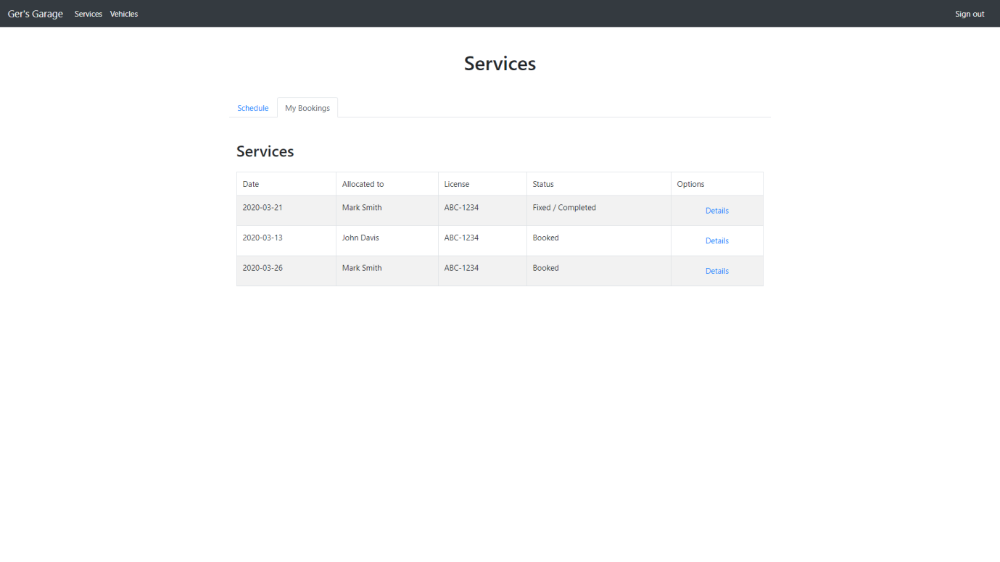 Ger's Garage Services Vehicles Sign out
Services
Schedule My Bookings
Services
Date Allocated to License Status Options
2020-03-21 Mark Smith ABC-1234 Fixed / Completed Details
2020-03-13 John Davis ABC-1234 Booked Details
2020-03-26 Mark Smith ABC-1234 Booked Details